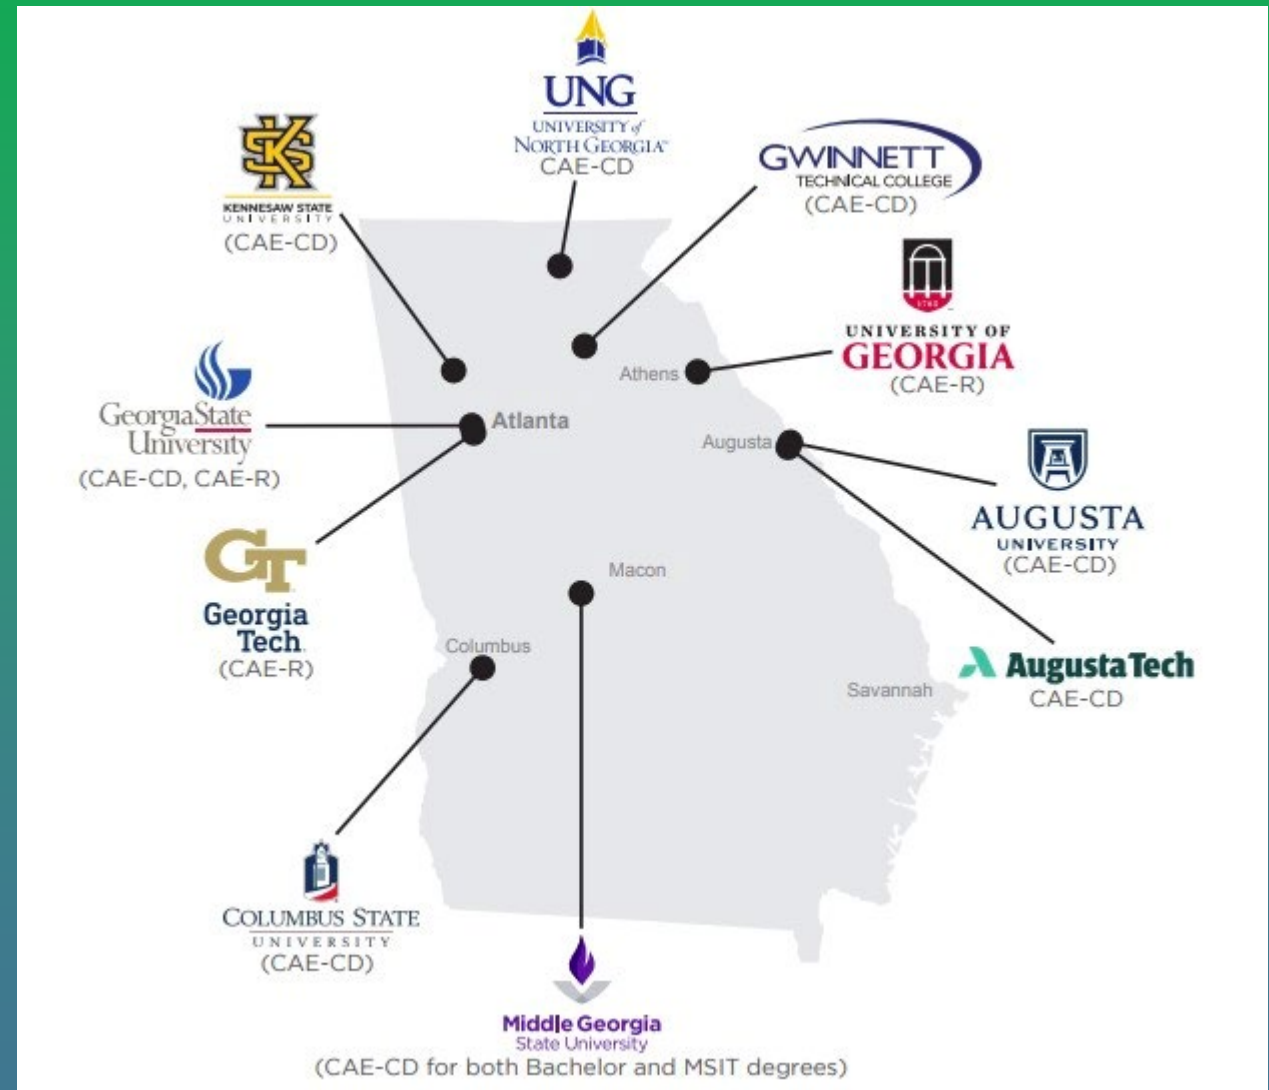 UNG
UNIVERSITY of
NORTH GEORGIA™
CAE-CD
KS
KENNESAW STATE
UNIVERSITY
(CAE-CD)
GWINNETT
TECHNICAL COLLEGE
(CAE-CD)
UNIVERSITY OF
GEORGIA
(CAE-R)
1785
Athens
GeorgiaState
University
(CAE-CD, CAE-R)
Atlanta
Augusta
AUGUSTA
UNIVERSITY
(CAE-CD)
GT
Georgia
Tech
(CAE-R)
Macon
Columbus
Savannah
AugustaTech
CAE-CD
COLUMBUS STATE
UNIVERSITY
(CAE-CD)
Middle Georgia
State University
(CAE-CD for both Bachelor and MSIT degrees)